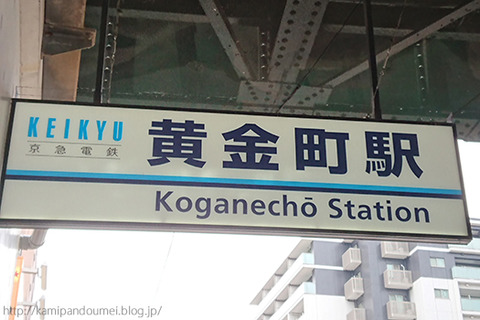 KEIKYU
京急電鉄
黄金町駅
Koganechō Station
http://kamipandoumei.blog.jp/